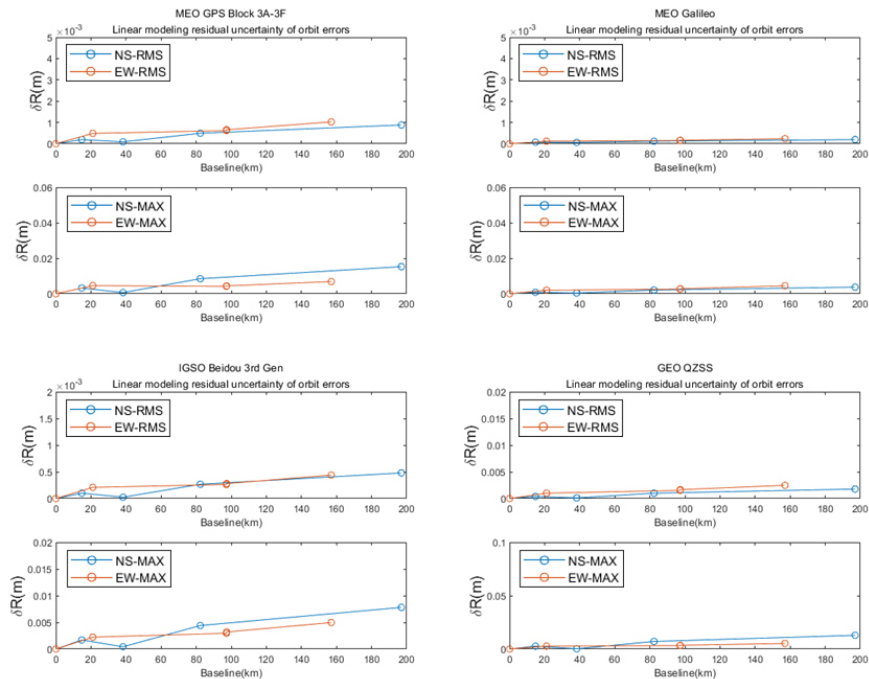 MEO GPS Block 3A-3F
Linear modeling residual uncertainty of orbit errors
×10⁻³
5
4
3
2
1
0
δR(m)
NS-RMS
EW-RMS
0 20 40 60 80 100 120 140 160 180 200
Baseline(km)
0.06
0.04
0.02
0
δR(m)
NS-MAX
EW-MAX
0 20 40 60 80 100 120 140 160 180 200
Baseline(km)
MEO Galileo
Linear modeling residual uncertainty of orbit errors
×10⁻³
5
4
3
2
1
0
δR(m)
NS-RMS
EW-RMS
0 20 40 60 80 100 120 140 160 180 200
Baseline(km)
0.06
0.04
0.02
0
δR(m)
NS-MAX
EW-MAX
0 20 40 60 80 100 120 140 160 180 200
Baseline(km)
IGSO Beidou 3rd Gen
Linear modeling residual uncertainty of orbit errors
×10⁻³
2
1.5
1
0.5
0
δR(m)
NS-RMS
EW-RMS
0 20 40 60 80 100 120 140 160 180 200
Baseline(km)
0.02
0.015
0.01
0.005
0
δR(m)
NS-MAX
EW-MAX
0 20 40 60 80 100 120 140 160 180 200
Baseline(km)
GEO QZSS
Linear modeling residual uncertainty of orbit errors
0.02
0.015
0.01
0.005
0
δR(m)
NS-RMS
EW-RMS
0 20 40 60 80 100 120 140 160 180 200
Baseline(km)
0.1
0.05
0
δR(m)
NS-MAX
EW-MAX
0 20 40 60 80 100 120 140 160 180 200
Baseline(km)